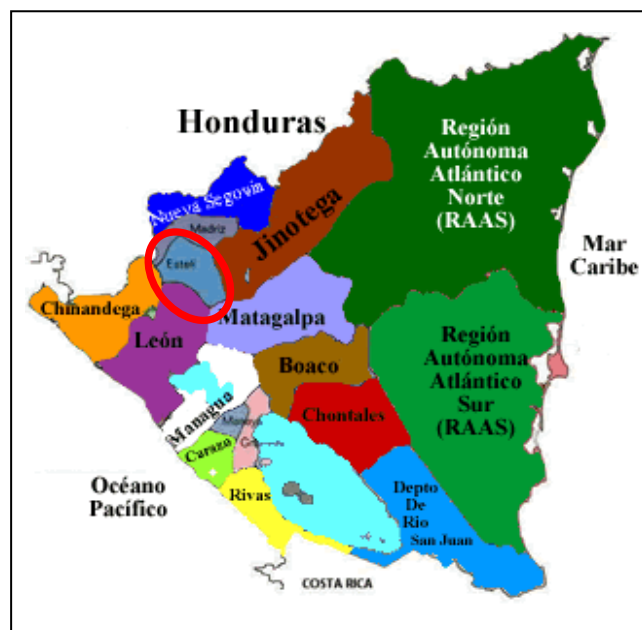 Honduras
Región
Autónoma
Atlántico
Norte
(RAAS)
Nueva Segovia
Madriz
Jinotega
Estelí
Mar
Caribe
Chinandega
León
Matagalpa
Región
Autónoma
Atlántico
Sur
(RAAS)
Boaco
Managua
Chontales
Carazo
Océano
Pacífico
Rivas
Depto
De
Rio
San Juan
COSTA RICA